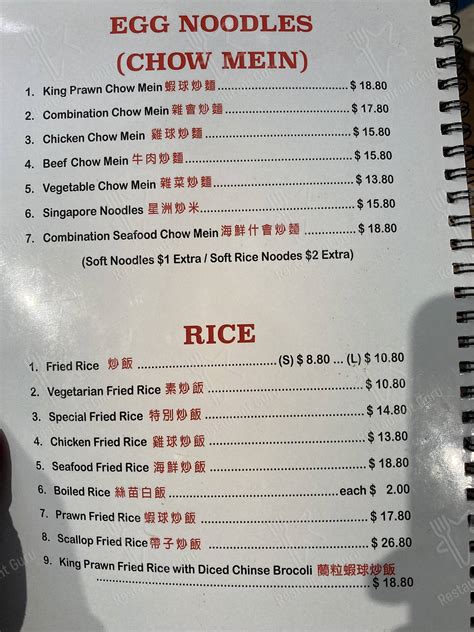 EGG NOODLES
(CHOW MEIN)
1. King Prawn Chow Mein 蝦球炒麵 $ 18.80
2. Combination Chow Mein 雜會炒麵 $ 17.80
3. Chicken Chow Mein 雞球炒麵 $ 15.80
4. Beef Chow Mein 牛肉炒麵 $ 15.80
5. Vegetable Chow Mein 雜菜炒麵 $ 13.80
6. Singapore Noodles 星洲炒米 $ 15.80
7. Combination Seafood Chow Mein 海鮮什會炒麵 $ 18.80
(Soft Noodles $1 Extra / Soft Rice Noodes $2 Extra)
RICE
1. Fried Rice 炒飯 (S) $ 8.80 ... (L) $ 10.80
2. Vegetarian Fried Rice 素炒飯 $ 10.80
3. Special Fried Rice 特別炒飯 $ 14.80
4. Chicken Fried Rice 雞球炒飯 $ 13.80
5. Seafood Fried Rice 海鮮炒飯 $ 18.80
6. Boiled Rice 絲苗白飯 each $ 2.00
7. Prawn Fried Rice 蝦球炒飯 $ 17.80
8. Scallop Fried Rice 帶子炒飯 $ 26.80
9. King Prawn Fried Rice with Diced Chinse Brocoli 蘭粒蝦球炒飯
$ 18.80